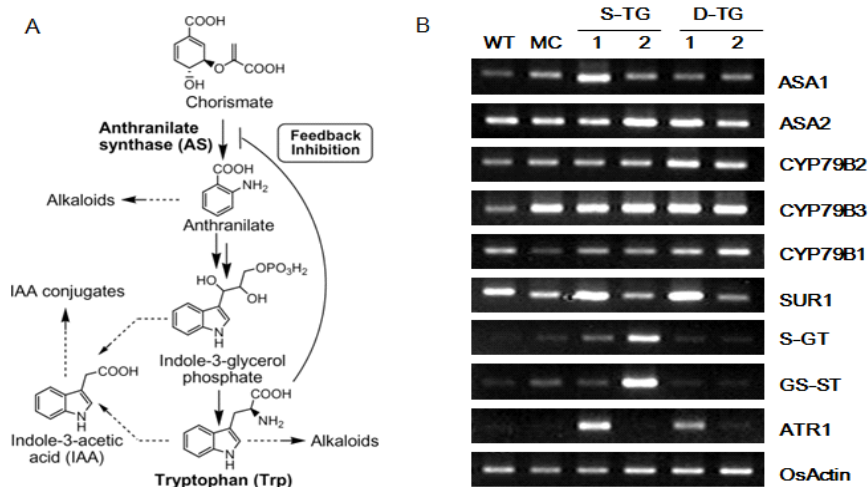 A
COOH
O
COOH
OH
Chorismate
Anthranilate
synthase (AS)
Feedback
Inhibition
COOH
NH₂
Alkaloids
Anthranilate
OPO₃H₂
HO
OH
N
H
IAA conjugates
Indole-3-glycerol
phosphate
COOH
N
H
Indole-3-acetic
acid (IAA)
COOH
NH₂
N
H
Alkaloids
Tryptophan (Trp)
B
S-TG D-TG
WT MC 1 2 1 2
ASA1
ASA2
CYP79B2
CYP79B3
CYP79B1
SUR1
S-GT
GS-ST
ATR1
OsActin